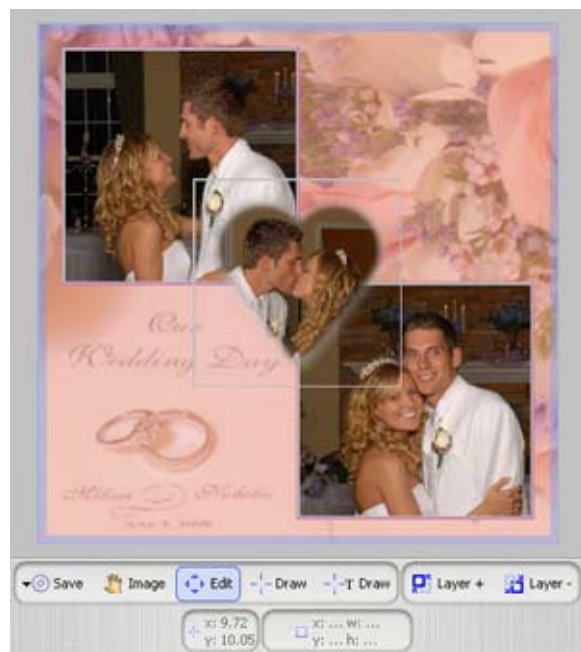 Our
Wedding Day
Save Image Edit Draw T Draw Layer + Layer -
x: 9.72 x: ... w: ...
y: 10.05 y: ... h: ...